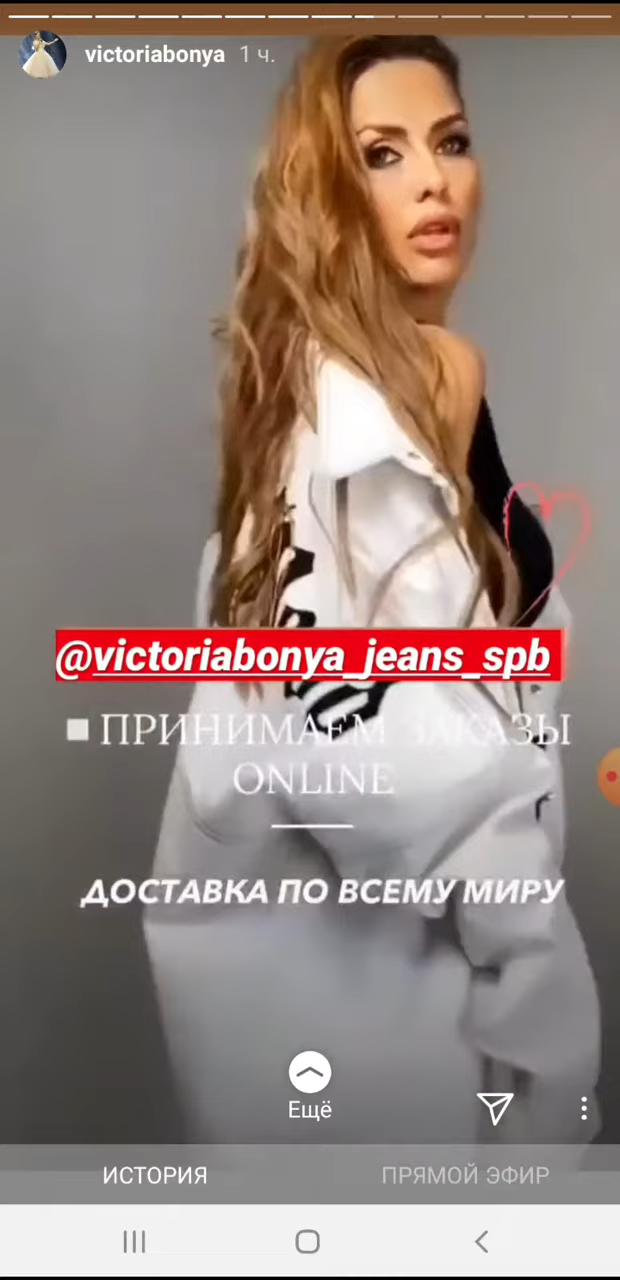 victoriabonya 1 ч.
@victoriabonya_jeans_spb
■ ПРИНИМАЕМ ЗАКАЗЫ
ONLINE
ДОСТАВКА ПО ВСЕМУ МИРУ
Ещё
ИСТОРИЯ ПРЯМОЙ ЭФИР